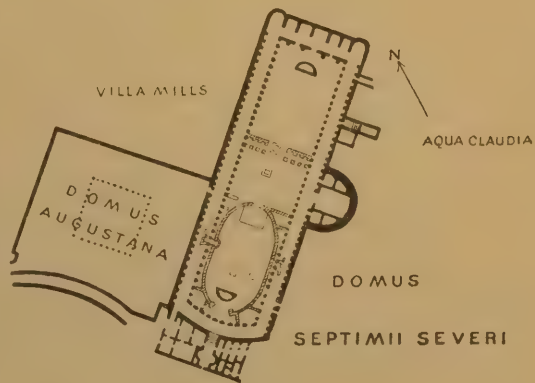 N
VILLA MILLS
AQUA CLAUDIA
DOMUS
AUGUSTANA
DOMUS
SEPTIMII SEVERI